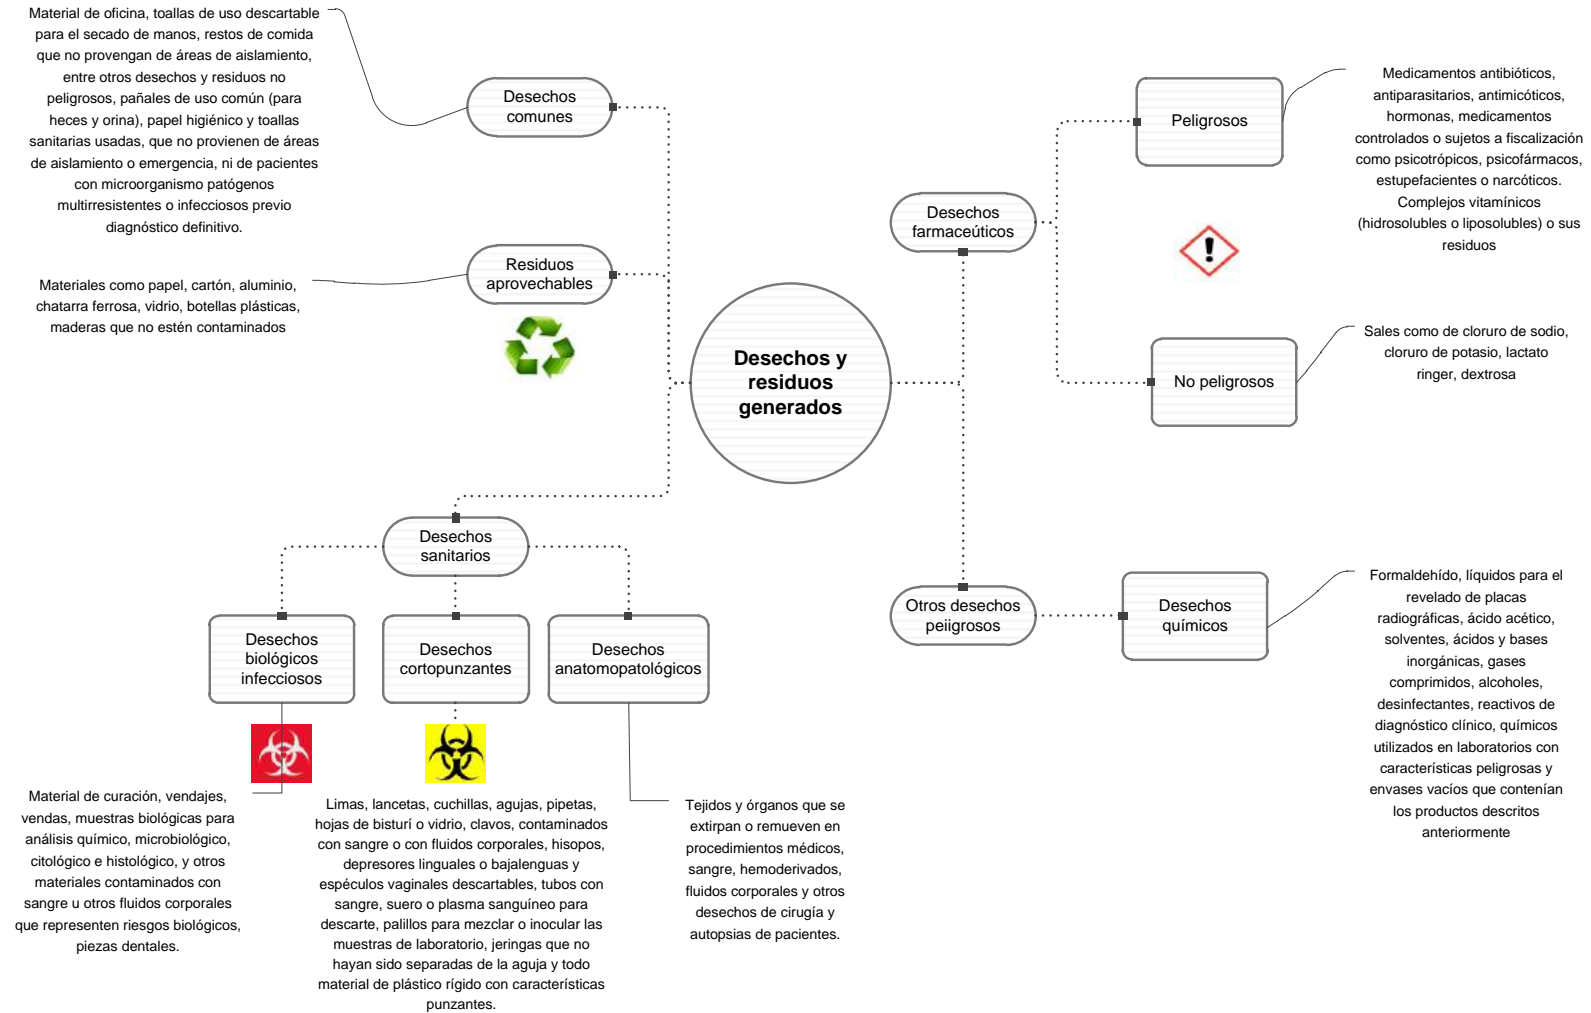 Material de oficina, toallas de uso descartable
para el secado de manos, restos de comida
que no provengan de áreas de aislamiento,
entre otros desechos y residuos no
peligrosos, pañales de uso común (para
heces y orina), papel higiénico y toallas
sanitarias usadas, que no provienen de áreas
de aislamiento o emergencia, ni de pacientes
con microorganismo patógenos
multirresistentes o infecciosos previo
diagnóstico definitivo.
Desechos
comunes
Materiales como papel, cartón, aluminio,
chatarra ferrosa, vidrio, botellas plásticas,
maderas que no estén contaminados
Residuos
aprovechables
Desechos y
residuos
generados
Desechos
farmaceúticos
Peligrosos
Medicamentos antibióticos,
antiparasitarios, antimicóticos,
hormonas, medicamentos
controlados o sujetos a fiscalización
como psicotrópicos, psicofármacos,
estupefacientes o narcóticos.
Complejos vitamínicos
(hidrosolubles o liposolubles) o sus
residuos
No peligrosos
Sales como de cloruro de sodio,
cloruro de potasio, lactato
ringer, dextrosa
Desechos
sanitarios
Desechos
biológicos
infecciosos
Desechos
cortopunzantes
Desechos
anatomopatológicos
Material de curación, vendajes,
vendas, muestras biológicas para
análisis químico, microbiológico,
citológico e histológico, y otros
materiales contaminados con
sangre u otros fluidos corporales
que representen riesgos biológicos,
piezas dentales.
Limas, lancetas, cuchillas, agujas, pipetas,
hojas de bisturí o vidrio, clavos, contaminados
con sangre o con fluidos corporales, hisopos,
depresores linguales o bajalenguas y
espéculos vaginales descartables, tubos con
sangre, suero o plasma sanguíneo para
descarte, palillos para mezclar o inocular las
muestras de laboratorio, jeringas que no
hayan sido separadas de la aguja y todo
material de plástico rígido con características
punzantes.
Tejidos y órganos que se
extirpan o remueven en
procedimientos médicos,
sangre, hemoderivados,
fluidos corporales y otros
desechos de cirugía y
autopsias de pacientes.
Otros desechos
peiigrosos
Desechos
químicos
Formaldehído, líquidos para el
revelado de placas
radiográficas, ácido acético,
solventes, ácidos y bases
inorgánicas, gases
comprimidos, alcoholes,
desinfectantes, reactivos de
diagnóstico clínico, químicos
utilizados en laboratorios con
características peligrosas y
envases vacíos que contenían
los productos descritos
anteriormente